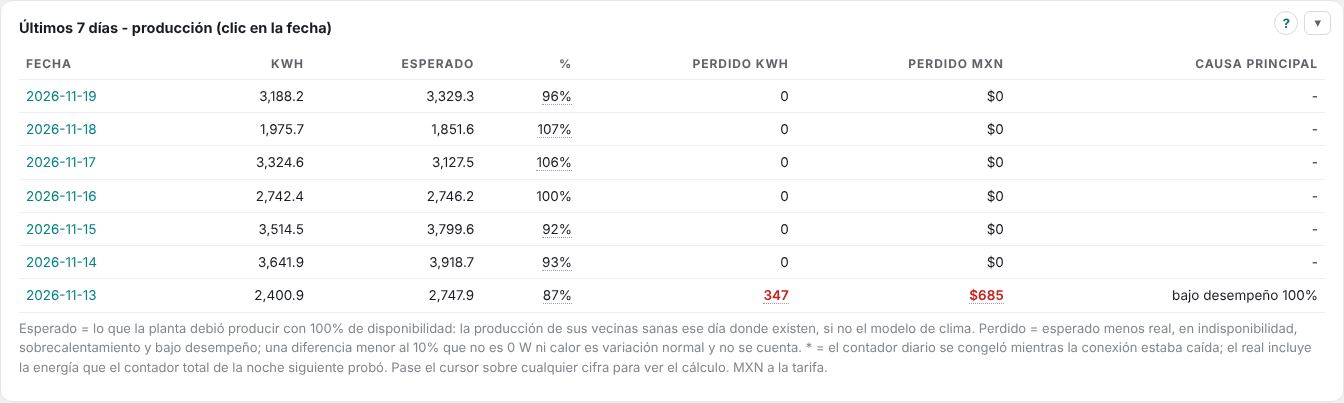 Últimos 7 días - producción (clic en la fecha)
? ▼
FECHA KWH ESPERADO % PERDIDO KWH PERDIDO MXN CAUSA PRINCIPAL
2026-11-19 3,188.2 3,329.3 96% 0 $0 -
2026-11-18 1,975.7 1,851.6 107% 0 $0 -
2026-11-17 3,324.6 3,127.5 106% 0 $0 -
2026-11-16 2,742.4 2,746.2 100% 0 $0 -
2026-11-15 3,514.5 3,799.6 92% 0 $0 -
2026-11-14 3,641.9 3,918.7 93% 0 $0 -
2026-11-13 2,400.9 2,747.9 87% 347 $685 bajo desempeño 100%
Esperado = lo que la planta debió producir con 100% de disponibilidad: la producción de sus vecinas sanas ese día donde existen, si no el modelo de clima. Perdido = esperado menos real, en indisponibilidad,
sobrecalentamiento y bajo desempeño; una diferencia menor al 10% que no es 0 W ni calor es variación normal y no se cuenta. * = el contador diario se congeló mientras la conexión estaba caída; el real incluye
la energía que el contador total de la noche siguiente probó. Pase el cursor sobre cualquier cifra para ver el cálculo. MXN a la tarifa.